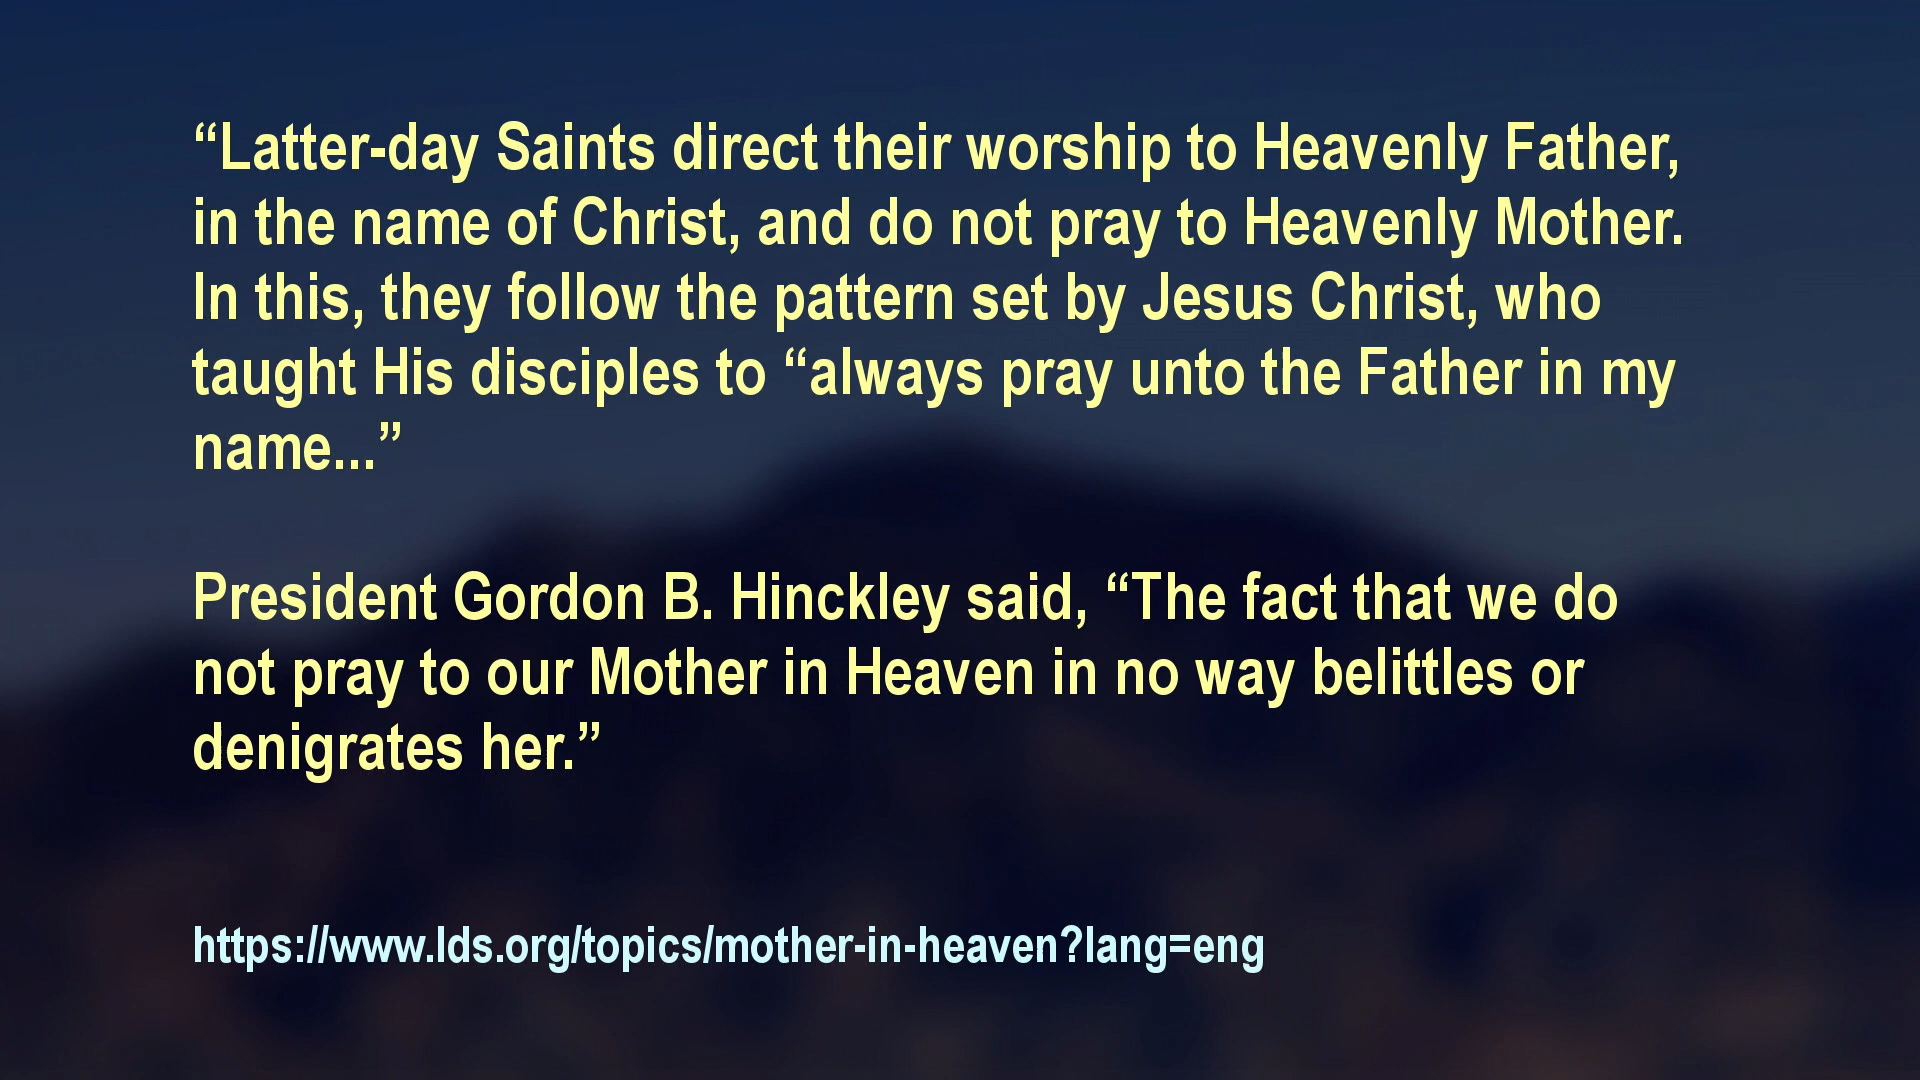 “Latter-day Saints direct their worship to Heavenly Father,
in the name of Christ, and do not pray to Heavenly Mother.
In this, they follow the pattern set by Jesus Christ, who
taught His disciples to “always pray unto the Father in my
name...”
President Gordon B. Hinckley said, “The fact that we do
not pray to our Mother in Heaven in no way belittles or
denigrates her.”
https://www.lds.org/topics/mother-in-heaven?lang=eng